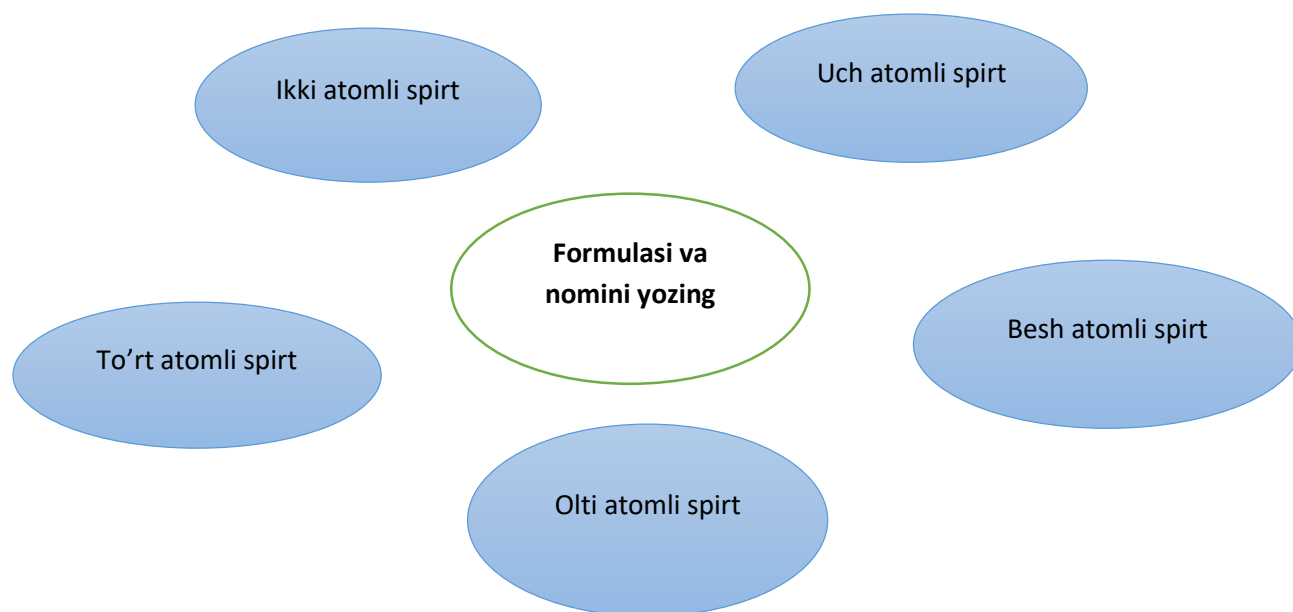 Ikki atomli spirt
Uch atomli spirt
Formulasi va
nomini yozing
To’rt atomli spirt
Besh atomli spirt
Olti atomli spirt